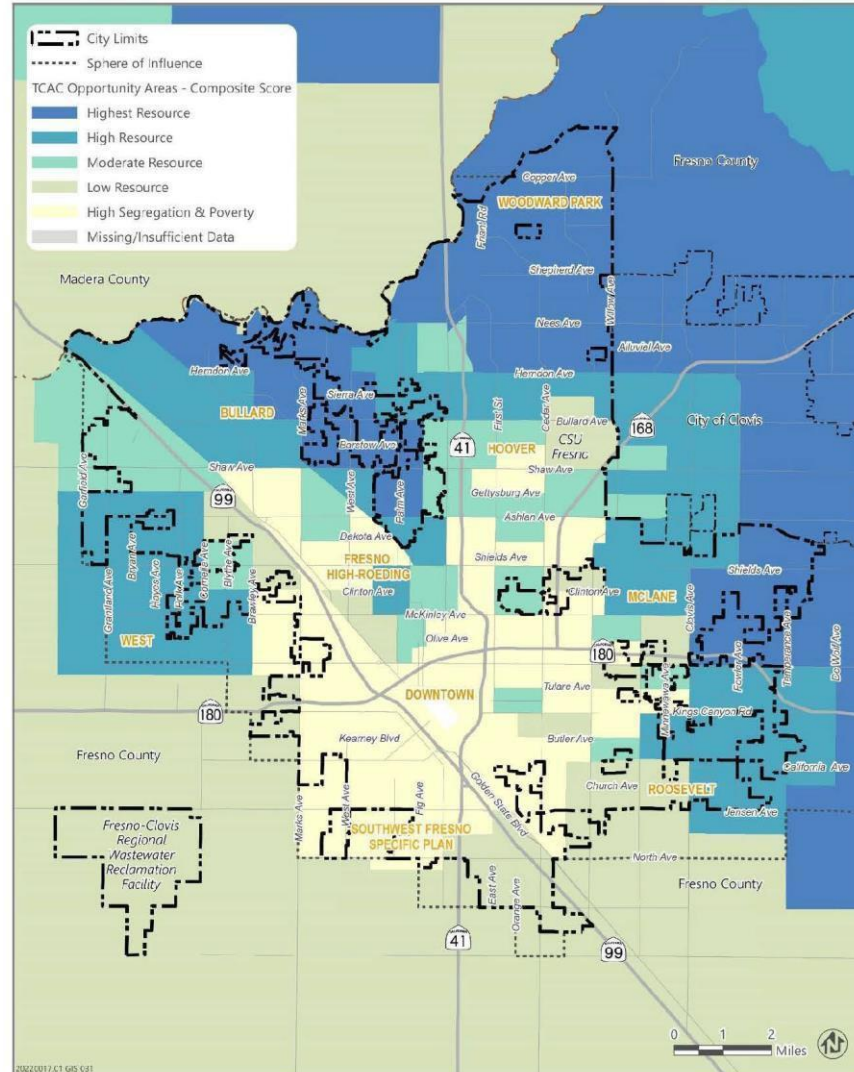 City Limits
Sphere of Influence
TCAC Opportunity Areas - Composite Score
Highest Resource
High Resource
Moderate Resource
Low Resource
High Segregation & Poverty
Missing/Insufficient Data
Fresno County
Copper Ave
WOODWARD PARK
Friant Rd
Madera County
Shepherd Ave
Willow Ave
Nees Ave
Alluvial Ave
Herndon Ave
Herndon Ave
Sierra Ave
BULLARD
Marks Ave
First St
Cedar Ave
Bullard Ave
168
City of Clovis
Barstow Ave
41
HOOVER
CSU
Fresno
Shaw Ave
Shaw Ave
Garfield Ave
99
West Ave
Palm Ave
Gettysburg Ave
Ashlan Ave
Dakota Ave
Grantland Ave
Bryan Ave
Hayes Ave
Polk Ave
Cornelia Ave
Blythe Ave
Brawley Ave
FRESNO
HIGH-ROEDING
Shields Ave
Shields Ave
Clinton Ave
Clinton Ave
MCLANE
Clovis Ave
WEST
McKinley Ave
Olive Ave
Fowler Ave
Temperance Ave
De Wolf Ave
180
DOWNTOWN
Tulare Ave
Minnewawa Ave
Kings Canyon Rd
180
Fresno County
Kearney Blvd
Butler Ave
California Ave
Church Ave
ROOSEVELT
Golden State Blvd
Jensen Ave
Marks Ave
West Ave
Fig Ave
Fresno-Clovis
Regional
Wastewater
Reclamation
Facility
SOUTHWEST FRESNO
SPECIFIC PLAN
North Ave
East Ave
Orange Ave
Fresno County
41
99
0 1 2
Miles
N
20220017.01 GIS 031